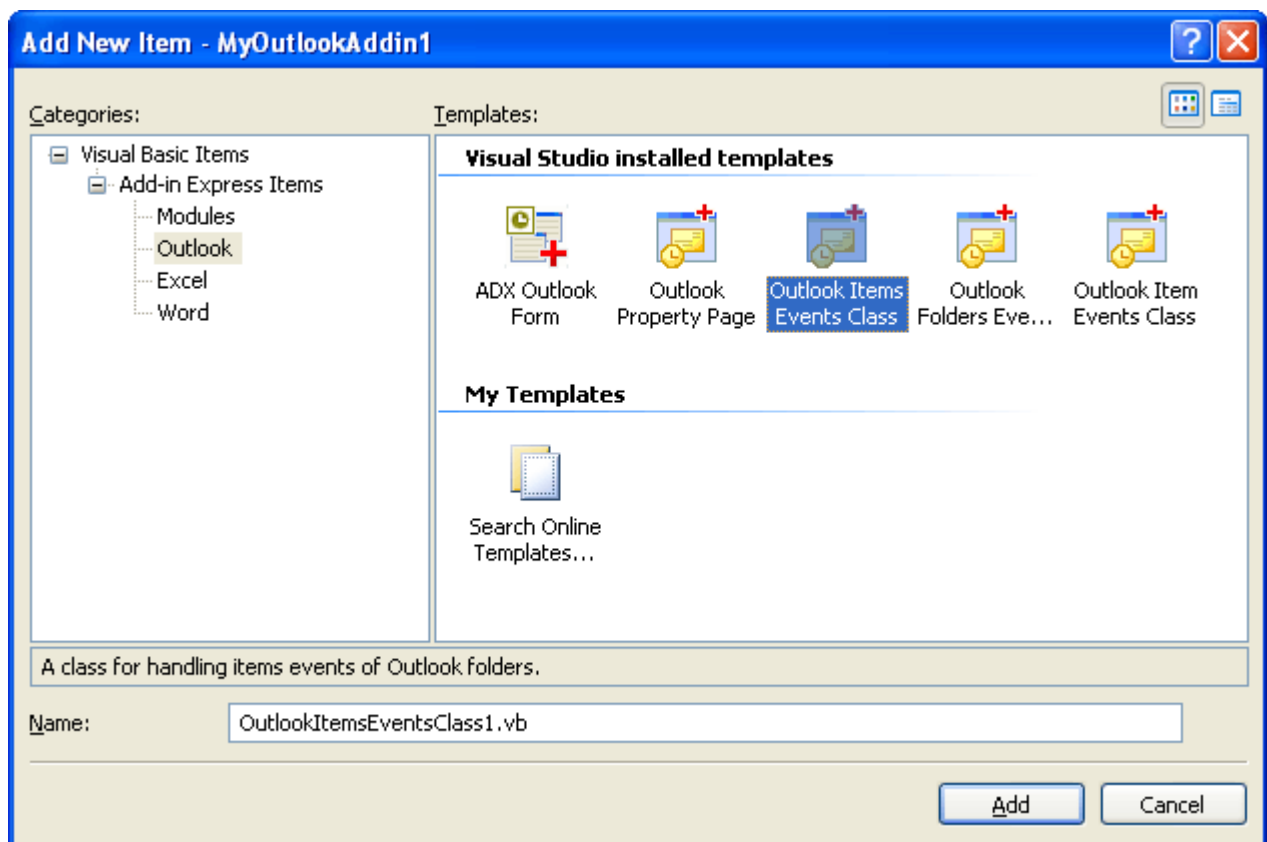 Add New Item - MyOutlookAddin1
Categories:
Templates:
Visual Basic Items
Add-in Express Items
Modules
Outlook
Excel
Word
Visual Studio installed templates
ADX Outlook
Form
Outlook
Property Page
Outlook Items
Events Class
Outlook
Folders Eve...
Outlook Item
Events Class
My Templates
Search Online
Templates...
A class for handling items events of Outlook folders.
Name:
OutlookItemsEventsClass1.vb
Add
Cancel